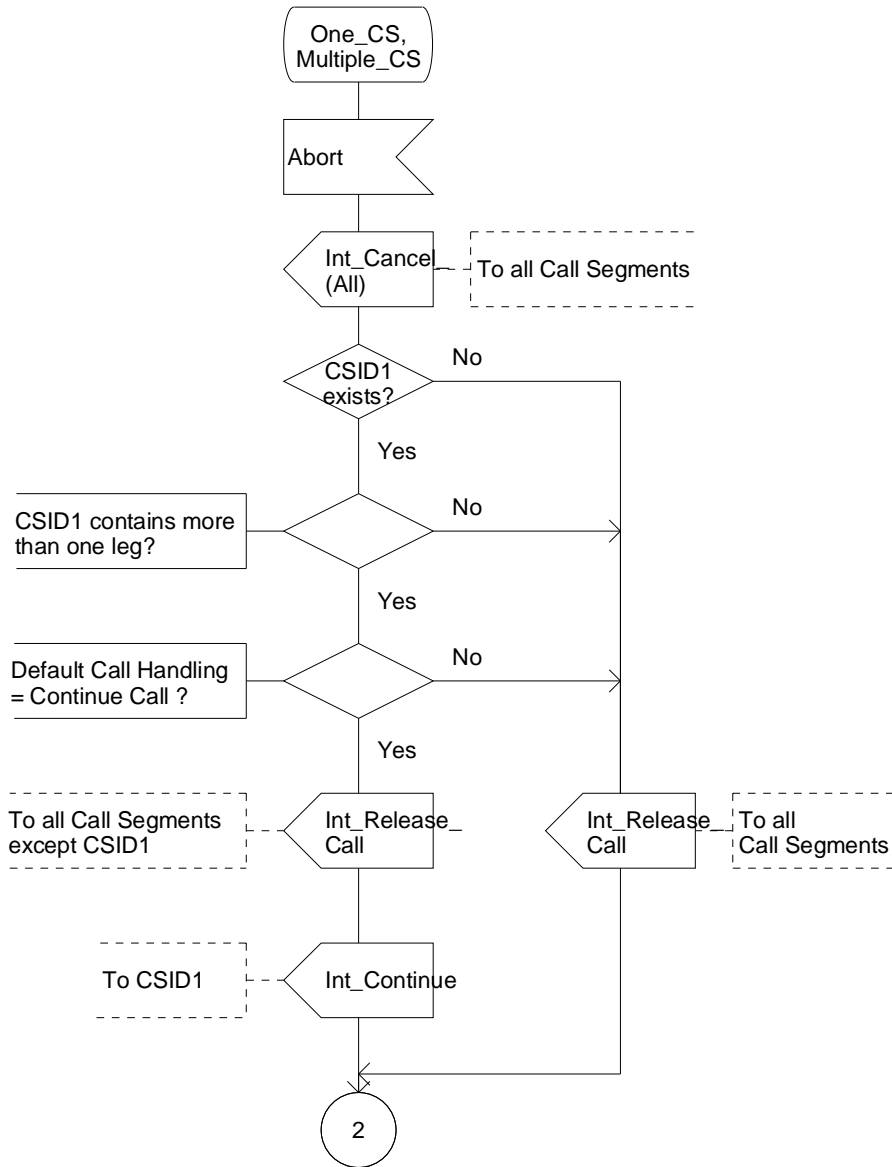 One_CS,
Multiple_CS
Abort
Int_Cancel_
(All)
To all Call Segments
CSID1
exists?
No
Yes
CSID1 contains more
than one leg?
No
Yes
Default Call Handling
= Continue Call ?
No
Yes
To all Call Segments
except CSID1
Int_Release_
Call
Int_Release_
Call
To all
Call Segments
To CSID1
Int_Continue
2